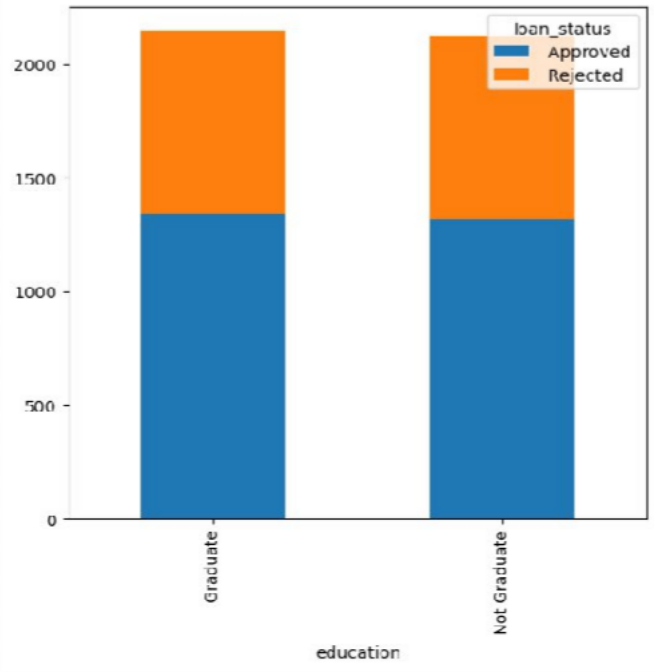 loan_status
Approved
Rejected
2000
1500
1000
500
0
Graduate
Not Graduate
education